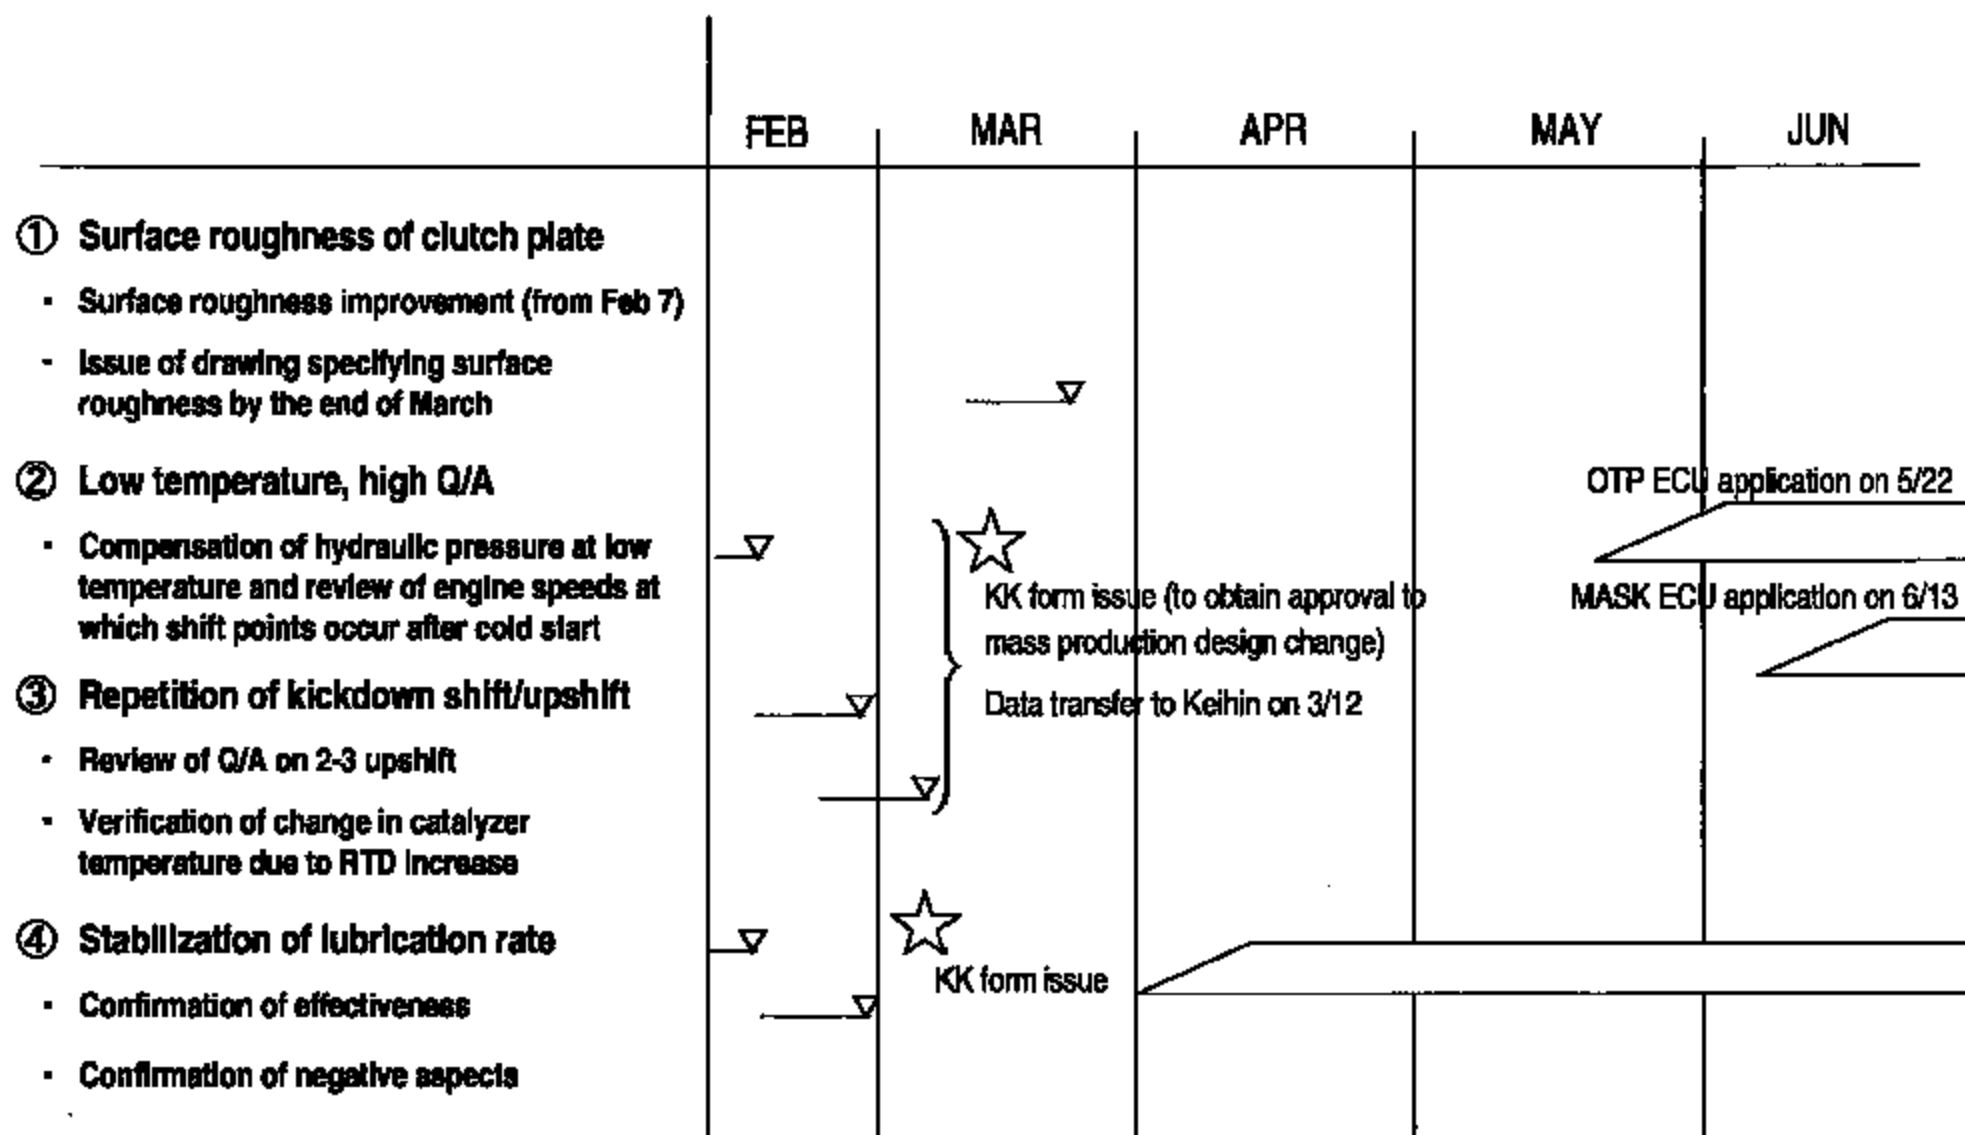 FEB MAR APR MAY JUN
① Surface roughness of clutch plate
- Surface roughness improvement (from Feb 7)
- Issue of drawing specifying surface
roughness by the end of March
② Low temperature, high Q/A
- Compensation of hydraulic pressure at low
temperature and review of engine speeds at
which shift points occur after cold start
③ Repetition of kickdown shift/upshift
- Review of Q/A on 2-3 upshift
- Verification of change in catalyzer
temperature due to RTD increase
④ Stabilization of lubrication rate
- Confirmation of effectiveness
- Confirmation of negative aspects
KK form issue (to obtain approval to
mass production design change)
Data transfer to Keihin on 3/12
KK form issue
OTP ECU application on 5/22
MASK ECU application on 6/13